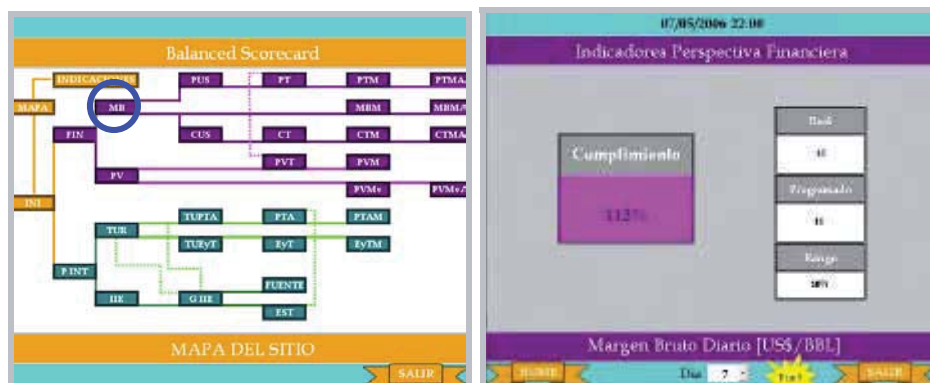 Balanced Scorecard
INDICACIONES PUS PT PTM PTMA
MAPA MB MBM MBMA
FIN CUS CT CTM CTMA
PVT PVM
PV
PVMe PVMeA
INI
TUPTA PTA PTAM
TUR
TUEyT EyT EyTM
P.INT
FUENTE
IIE G IIE
EST
MAPA DEL SITIO
SALIR
07/05/2006 22:00
Indicadorea Perspectiva Financiera
Real
Cumplimiento
Programado
112%
Rango
Margen Bruto Diario [US$/BBL]
SUBIR Dia 7 SALIR